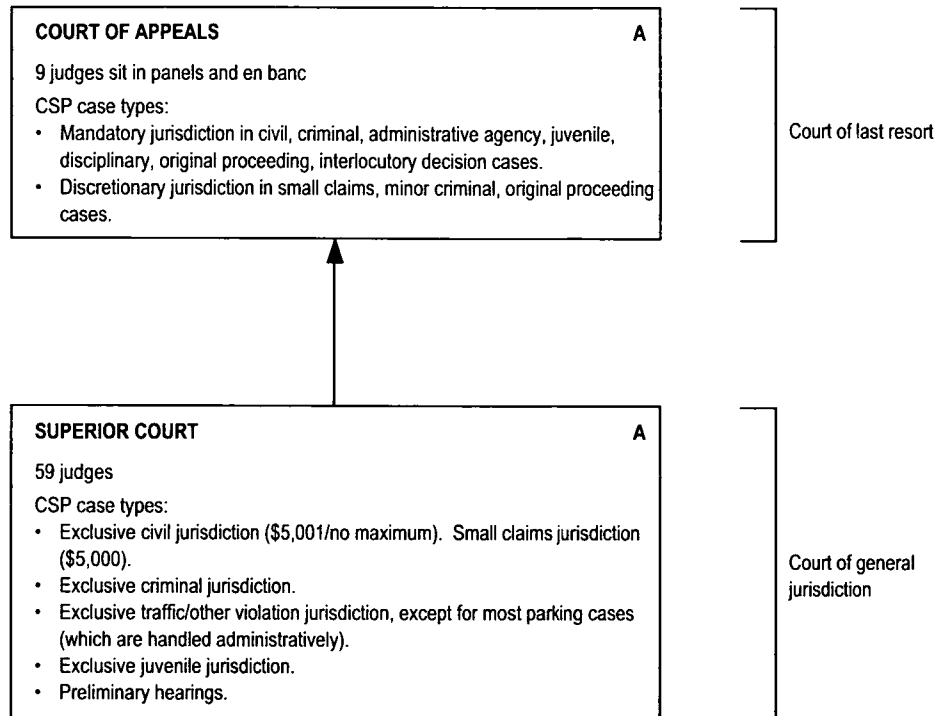 COURT OF APPEALS A
9 judges sit in panels and en banc
CSP case types:
• Mandatory jurisdiction in civil, criminal, administrative agency, juvenile,
disciplinary, original proceeding, interlocutory decision cases.
• Discretionary jurisdiction in small claims, minor criminal, original proceeding
cases.
Court of last resort
SUPERIOR COURT A
59 judges
CSP case types:
• Exclusive civil jurisdiction ($5,001/no maximum). Small claims jurisdiction
($5,000).
• Exclusive criminal jurisdiction.
• Exclusive traffic/other violation jurisdiction, except for most parking cases
(which are handled administratively).
• Exclusive juvenile jurisdiction.
• Preliminary hearings.
Court of general
jurisdiction